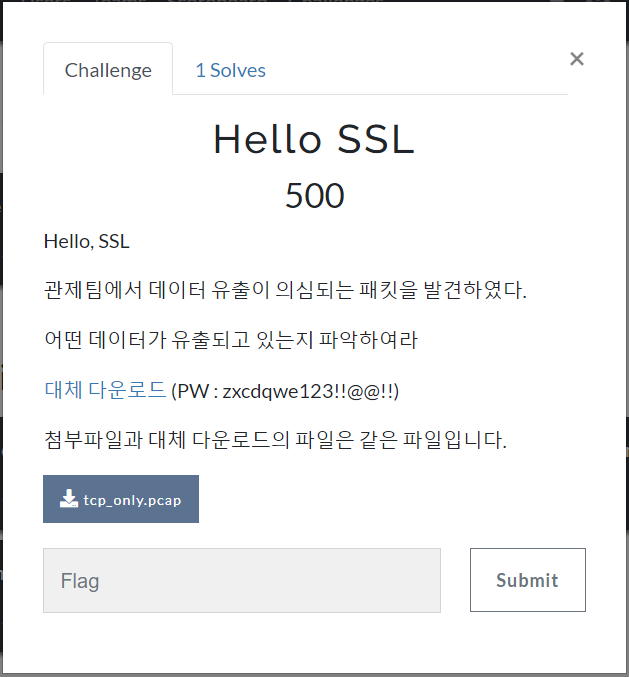 Challenge
1 Solves
×
Hello SSL
500
Hello, SSL
관제팀에서 데이터 유출이 의심되는 패킷을 발견하였다.
어떤 데이터가 유출되고 있는지 파악하여라
대체 다운로드 (PW : zxcdqwe123!!@@!!)
첨부파일과 대체 다운로드의 파일은 같은 파일입니다.
tcp_only.pcap
Flag
Submit